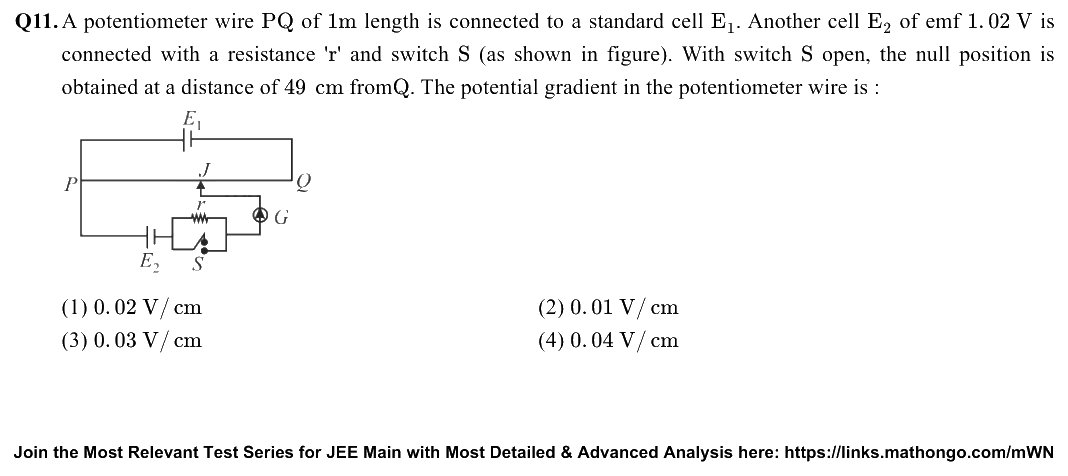 Q11. A potentiometer wire PQ of 1m length is connected to a standard cell E₁. Another cell E₂ of emf 1. 02 V is
connected with a resistance 'r' and switch S (as shown in figure). With switch S open, the null position is
obtained at a distance of 49 cm fromQ. The potential gradient in the potentiometer wire is :
E₁
J
P
Q
r
G
E₂
S
(1) 0. 02 V/ cm
(2) 0. 01 V/ cm
(3) 0. 03 V/ cm
(4) 0. 04 V/ cm
Join the Most Relevant Test Series for JEE Main with Most Detailed & Advanced Analysis here: https://links.mathongo.com/mWN